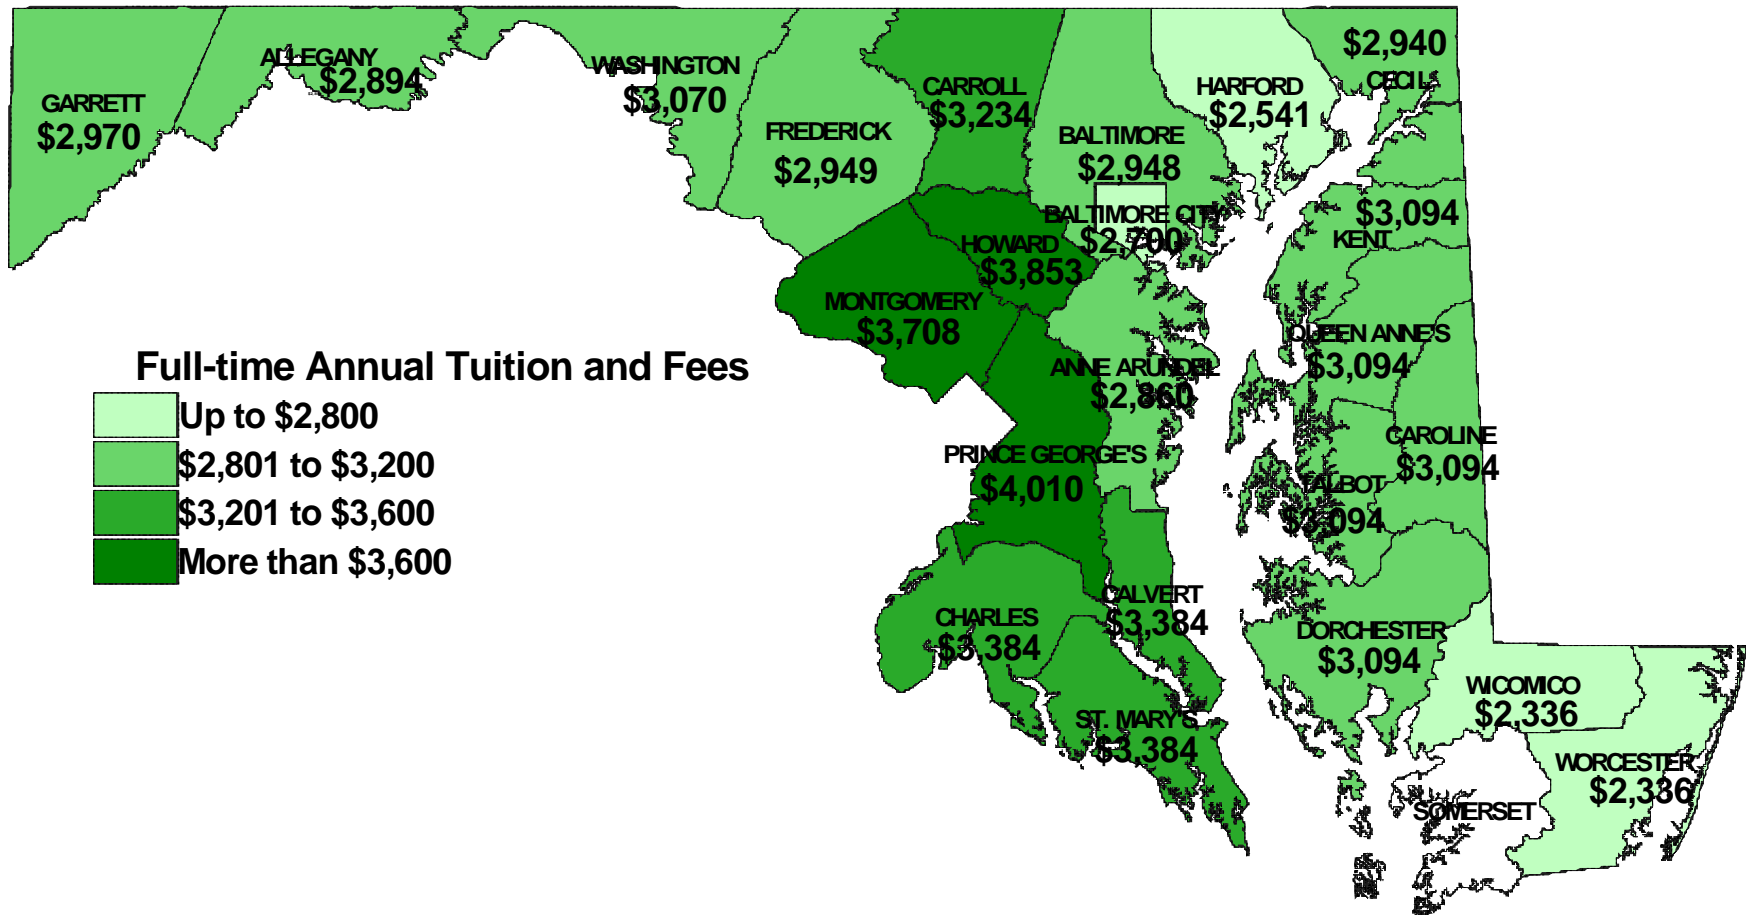 GARRETT
$2,970
ALLEGANY
$2,894
WASHINGTON
$3,070
FREDERICK
$2,949
CARROLL
$3,234
BALTIMORE
$2,948
BALTIMORE CITY
$2,700
HARFORD
$2,541
$2,940
CECIL
$3,094
KENT
HOWARD
$3,853
MONTGOMERY
$3,708
QUEEN ANNE'S
$3,094
ANNE ARUNDEL
$2,860
CAROLINE
$3,094
PRINCE GEORGE'S
$4,010
TALBOT
$3,094
CALVERT
$3,384
CHARLES
$3,384
DORCHESTER
$3,094
ST. MARY'S
$3,384
WICOMICO
$2,336
WORCESTER
$2,336
SOMERSET
Full-time Annual Tuition and Fees
Up to $2,800
$2,801 to $3,200
$3,201 to $3,600
More than $3,600